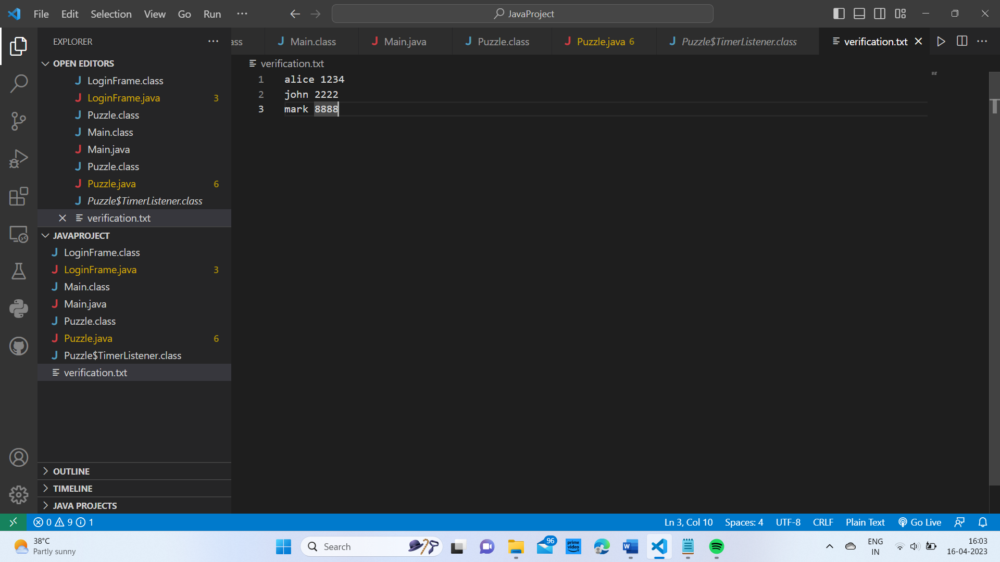 File Edit Selection View Go Run ···
JavaProject
EXPLORER
ass Main.class Main.java Puzzle.class Puzzle.java 6 Puzzle$TimerListener.class verification.txt
OPEN EDITORS
LoginFrame.class
LoginFrame.java 3
Puzzle.class
Main.class
Main.java
Puzzle.class
Puzzle.java 6
Puzzle$TimerListener.class
verification.txt
JAVAPROJECT
LoginFrame.class
LoginFrame.java 3
Main.class
Main.java
Puzzle.class
Puzzle.java 6
Puzzle$TimerListener.class
verification.txt
OUTLINE
TIMELINE
JAVA PROJECTS
verification.txt
1 alice 1234
2 john 2222
3 mark 8888
0 9 1
Ln 3, Col 10 Spaces: 4 UTF-8 CRLF Plain Text Go Live
38°C
Partly sunny
Search
96
prime video
ENG
IN
16:03
16-04-2023